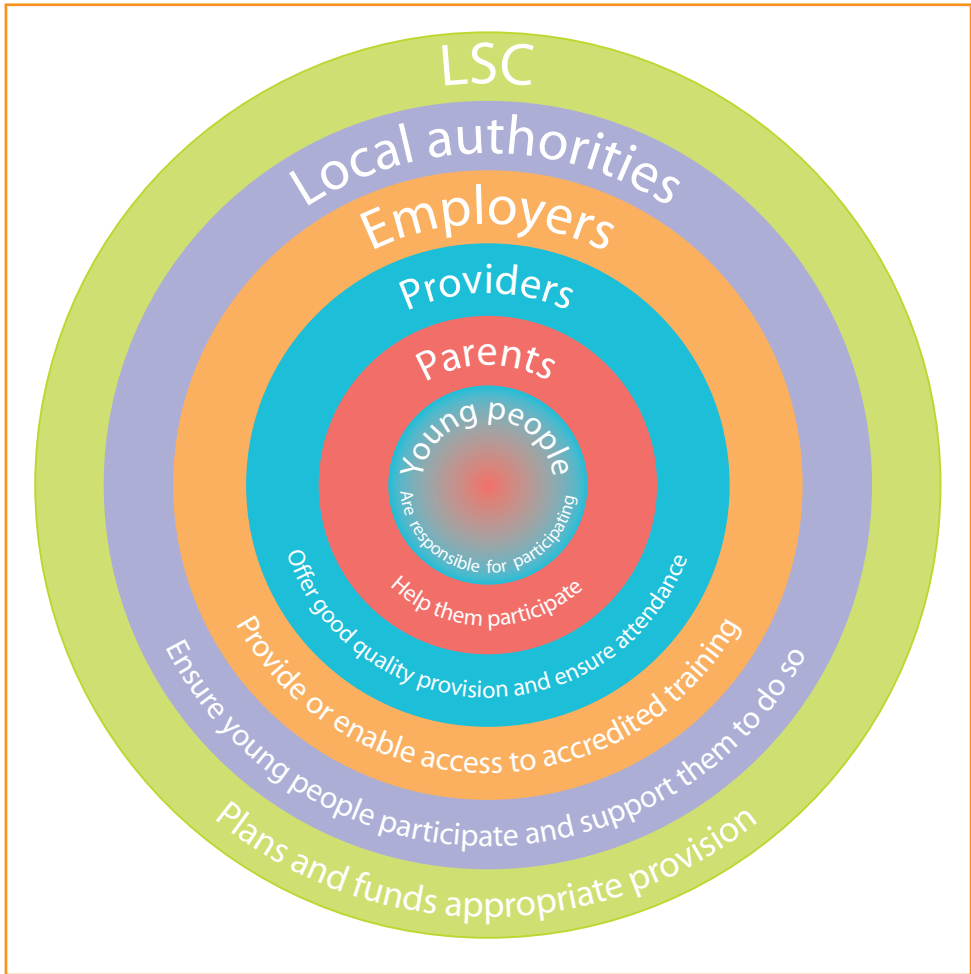 LSC
Local authorities
Employers
Providers
Parents
Young people
Are responsible for participating
Help them participate
Offer good quality provision and ensure attendance
Provide or enable access to accredited training
Ensure young people participate and support them to do so
Plans and funds appropriate provision